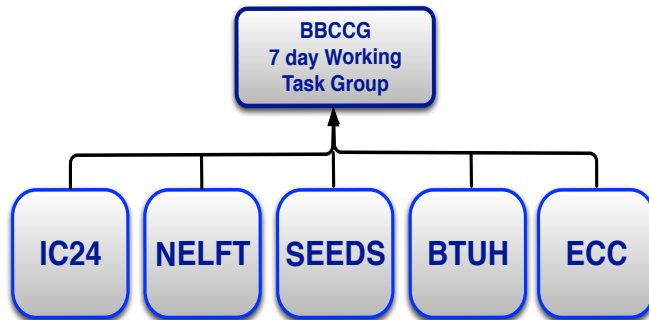 BBCCG
7 day Working
Task Group
IC24
NELFT
SEEDS
BTUH
ECC